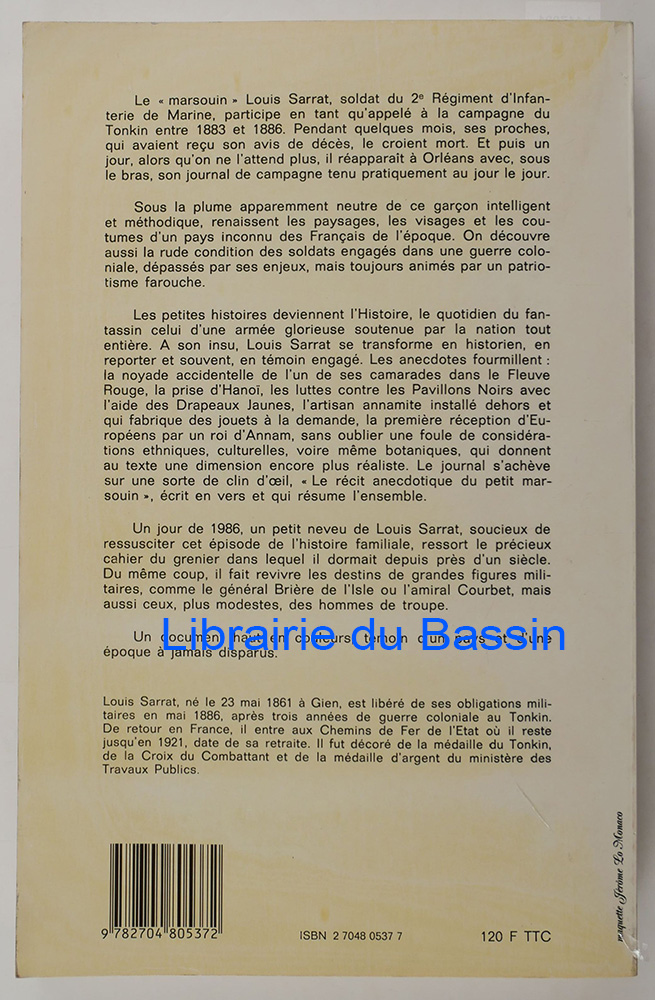 Le « marsouin » Louis Sarrat, soldat du 2e Régiment d'Infan-
terie de Marine, participe en tant qu'appelé à la campagne du
Tonkin entre 1883 et 1886. Pendant quelques mois, ses proches,
qui avaient reçu son avis de décès, le croient mort. Et puis un
jour, alors qu'on ne l'attend plus, il réapparaît à Orléans avec, sous
le bras, son journal de campagne tenu pratiquement au jour le jour.
Sous la plume apparemment neutre de ce garçon intelligent
et méthodique, renaissent les paysages, les visages et les cou-
tumes d'un pays inconnu des Français de l'époque. On découvre
aussi la rude condition des soldats engagés dans une guerre colo-
niale, dépassés par ses enjeux, mais toujours animés par un patrio-
tisme farouche.
Les petites histoires deviennent l'Histoire, le quotidien du fan-
tassin celui d'une armée glorieuse soutenue par la nation tout
entière. A son insu, Louis Sarrat se transforme en historien, en
reporter et souvent, en témoin engagé. Les anecdotes fourmillent :
la noyade accidentelle de l'un de ses camarades dans le Fleuve
Rouge, la prise d'Hanoï, les luttes contre les Pavillons Noirs avec
l'aide des Drapeaux Jaunes, l'artisan annamite installé dehors et
qui fabrique des jouets à la demande, la première réception d'Eu-
ropéens par un roi d'Annam, sans oublier une foule de considéra-
tions ethniques, culturelles, voire même botaniques, qui donnent
au texte une dimension encore plus réaliste. Le journal s'achève
sur une sorte de clin d'œil, « Le récit anecdotique du petit mar-
souin », écrit en vers et qui résume l'ensemble.
Un jour de 1986, un petit neveu de Louis Sarrat, soucieux de
ressusciter cet épisode de l'histoire familiale, ressort le précieux
cahier du grenier dans lequel il dormait depuis près d'un siècle.
Du même coup, il fait revivre les destins de grandes figures mili-
taires, comme le général Brière de l'Isle ou l'amiral Courbet, mais
aussi ceux, plus modestes, des hommes de troupe.
Un document haut en couleurs, témoin d'un pays et d'une
époque à jamais disparus.
Librairie du Bassin
Louis Sarrat, né le 23 mai 1861 à Gien, est libéré de ses obligations mili-
taires en mai 1886, après trois années de guerre coloniale au Tonkin.
De retour en France, il entre aux Chemins de Fer de l'Etat où il reste
jusqu'en 1921, date de sa retraite. Il fut décoré de la médaille du Tonkin,
de la Croix du Combattant et de la médaille d'argent du ministère des
Travaux Publics.
9 782704 805372
ISBN 2 7048 0537 7
120 F TTC
maquette Jérôme Lo Monaco